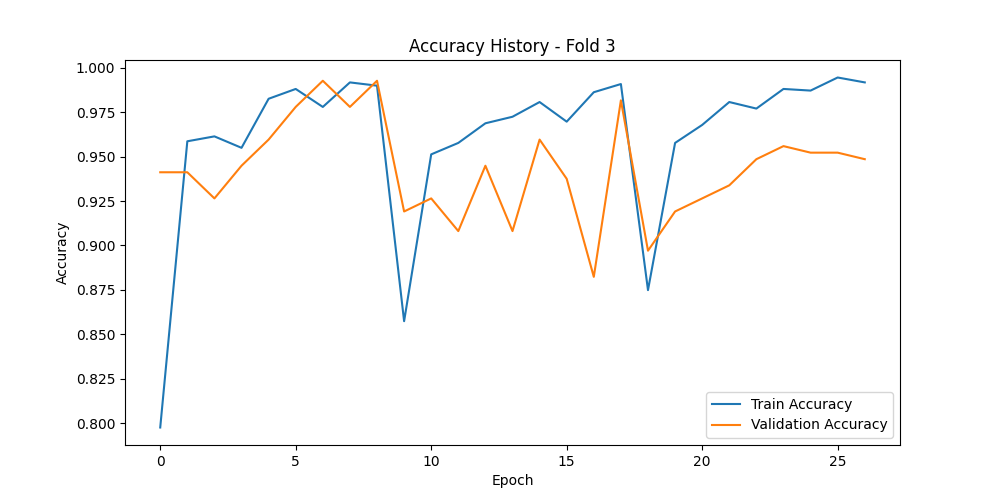 Accuracy History - Fold 3
1.000
0.975
0.950
0.925
0.900
0.875
0.850
0.825
0.800
Accuracy
0 5 10 15 20 25
Epoch
Train Accuracy
Validation Accuracy